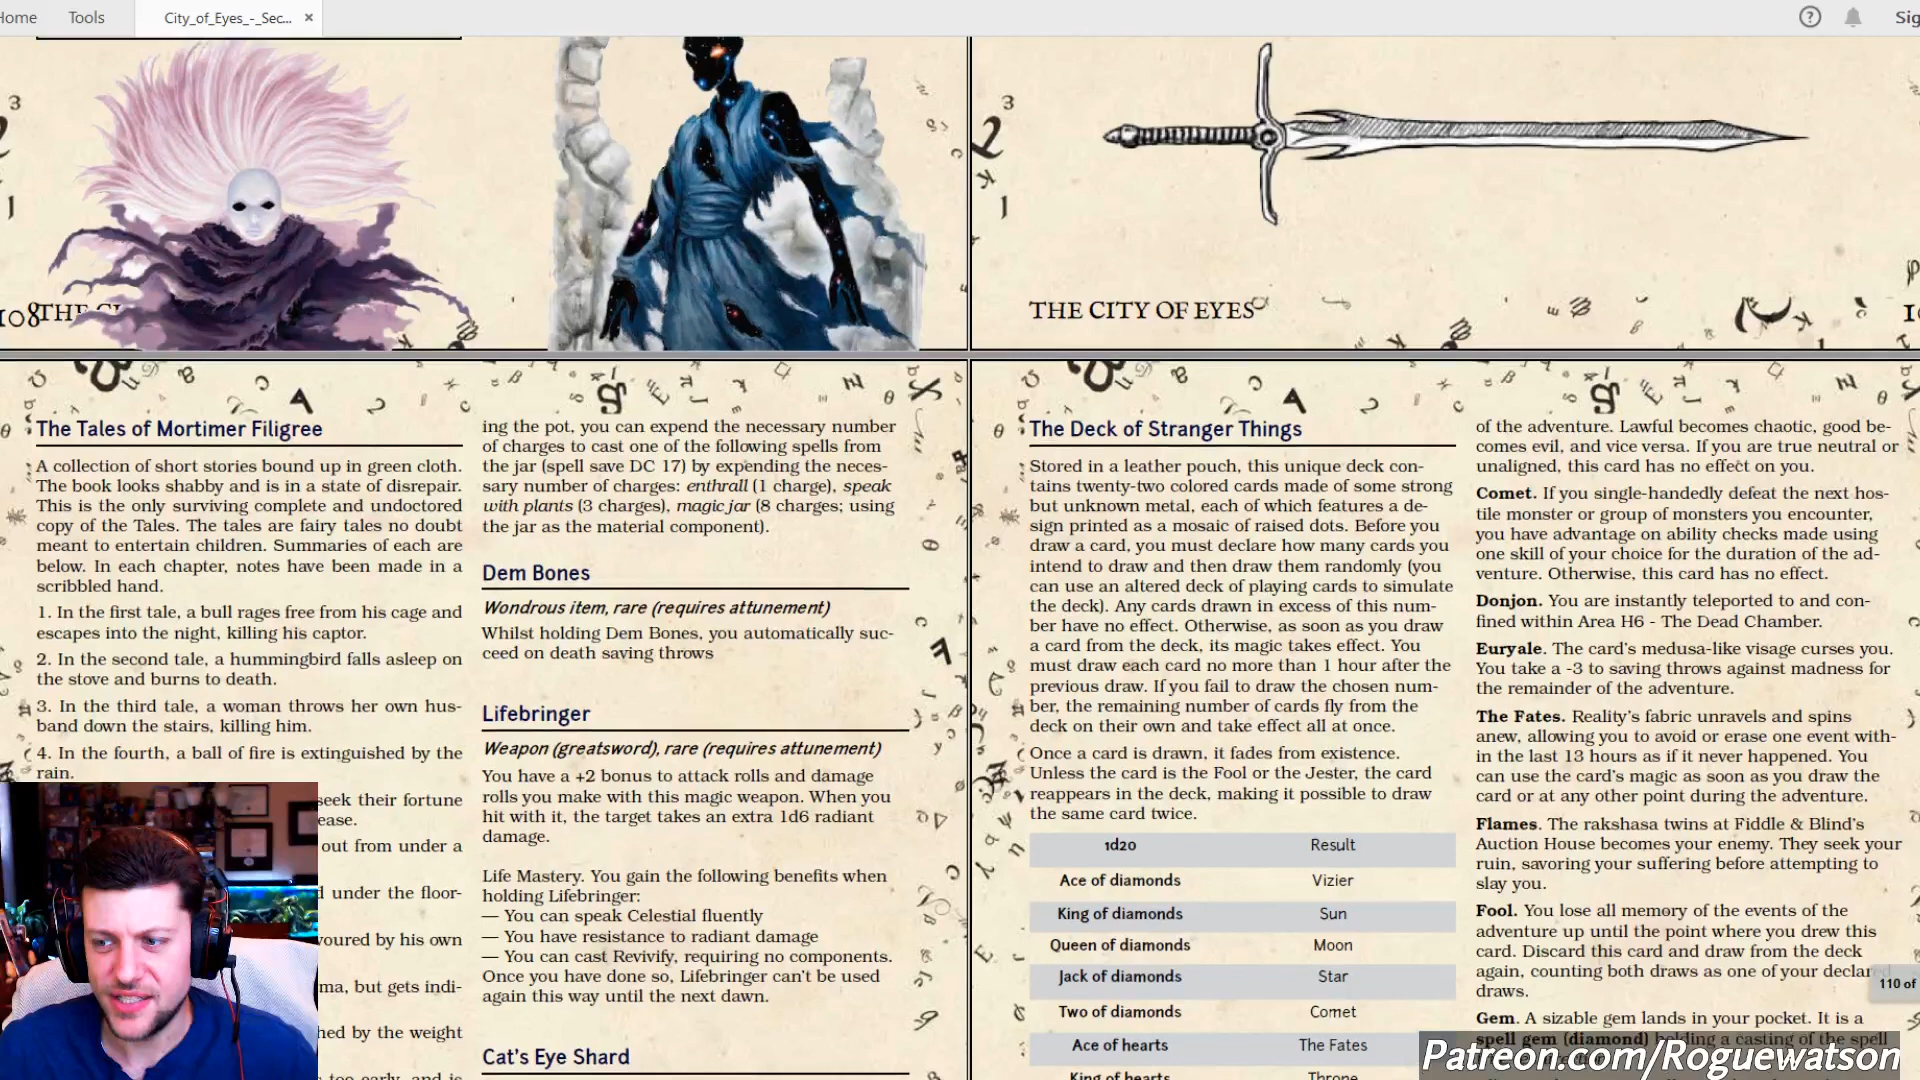 Home
Tools
City_of_Eyes_-_Sec...
×
Sig
THE CITY OF EYES
108
The Tales of Mortimer Filigree
A collection of short stories bound up in green cloth.
The book looks shabby and is in a state of disrepair.
This is the only surviving complete and undoctored
copy of the Tales. The tales are fairy tales no doubt
meant to entertain children. Summaries of each are
below. In each chapter, notes have been made in a
scribbled hand.
1. In the first tale, a bull rages free from his cage and
escapes into the night, killing his captor.
2. In the second tale, a hummingbird falls asleep on
the stove and burns to death.
3. In the third tale, a woman throws her own hus-
band down the stairs, killing him.
4. In the fourth, a ball of fire is extinguished by the
rain.
seek their fortune
ease.
out from under a
under the floor-
voured by his own
ma, but gets indi-
hed by the weight
too early, and is
ing the pot, you can expend the necessary number
of charges to cast one of the following spells from
the jar (spell save DC 17) by expending the neces-
sary number of charges: enthrall (1 charge), speak
with plants (3 charges), magic jar (8 charges; using
the jar as the material component).
Dem Bones
Wondrous item, rare (requires attunement)
Whilst holding Dem Bones, you automatically suc-
ceed on death saving throws
Lifebringer
Weapon (greatsword), rare (requires attunement)
You have a +2 bonus to attack rolls and damage
rolls you make with this magic weapon. When you
hit with it, the target takes an extra 1d6 radiant
damage.
Life Mastery. You gain the following benefits when
holding Lifebringer:
— You can speak Celestial fluently
— You have resistance to radiant damage
— You can cast Revivify, requiring no components.
Once you have done so, Lifebringer can't be used
again this way until the next dawn.
Cat's Eye Shard
The Deck of Stranger Things
Stored in a leather pouch, this unique deck con-
tains twenty-two colored cards made of some strong
but unknown metal, each of which features a de-
sign printed as a mosaic of raised dots. Before you
draw a card, you must declare how many cards you
intend to draw and then draw them randomly (you
can use an altered deck of playing cards to simulate
the deck). Any cards drawn in excess of this num-
ber have no effect. Otherwise, as soon as you draw
a card from the deck, its magic takes effect. You
must draw each card no more than 1 hour after the
previous draw. If you fail to draw the chosen num-
ber, the remaining number of cards fly from the
deck on their own and take effect all at once.
Once a card is drawn, it fades from existence.
Unless the card is the Fool or the Jester, the card
reappears in the deck, making it possible to draw
the same card twice.
1d20 Result
Ace of diamonds Vizier
King of diamonds Sun
Queen of diamonds Moon
Jack of diamonds Star
Two of diamonds Comet
Ace of hearts The Fates
King of hearts Throne
of the adventure. Lawful becomes chaotic, good be-
comes evil, and vice versa. If you are true neutral or
unaligned, this card has no effect on you.
Comet. If you single-handedly defeat the next hos-
tile monster or group of monsters you encounter,
you have advantage on ability checks made using
one skill of your choice for the duration of the ad-
venture. Otherwise, this card has no effect.
Donjon. You are instantly teleported to and con-
fined within Area H6 - The Dead Chamber.
Euryale. The card's medusa-like visage curses you.
You take a -3 to saving throws against madness for
the remainder of the adventure.
The Fates. Reality's fabric unravels and spins
anew, allowing you to avoid or erase one event with-
in the last 13 hours as if it never happened. You
can use the card's magic as soon as you draw the
card or at any other point during the adventure.
Flames. The rakshasa twins at Fiddle & Blind's
Auction House becomes your enemy. They seek your
ruin, savoring your suffering before attempting to
slay you.
Fool. You lose all memory of the events of the
adventure up until the point where you drew this
card. Discard this card and draw from the deck
again, counting both draws as one of your declared
draws.
Gem. A sizable gem lands in your pocket. It is a
spell gem (diamond) holding a casting of the spell
110 of
Patreon.com/Roguewatson